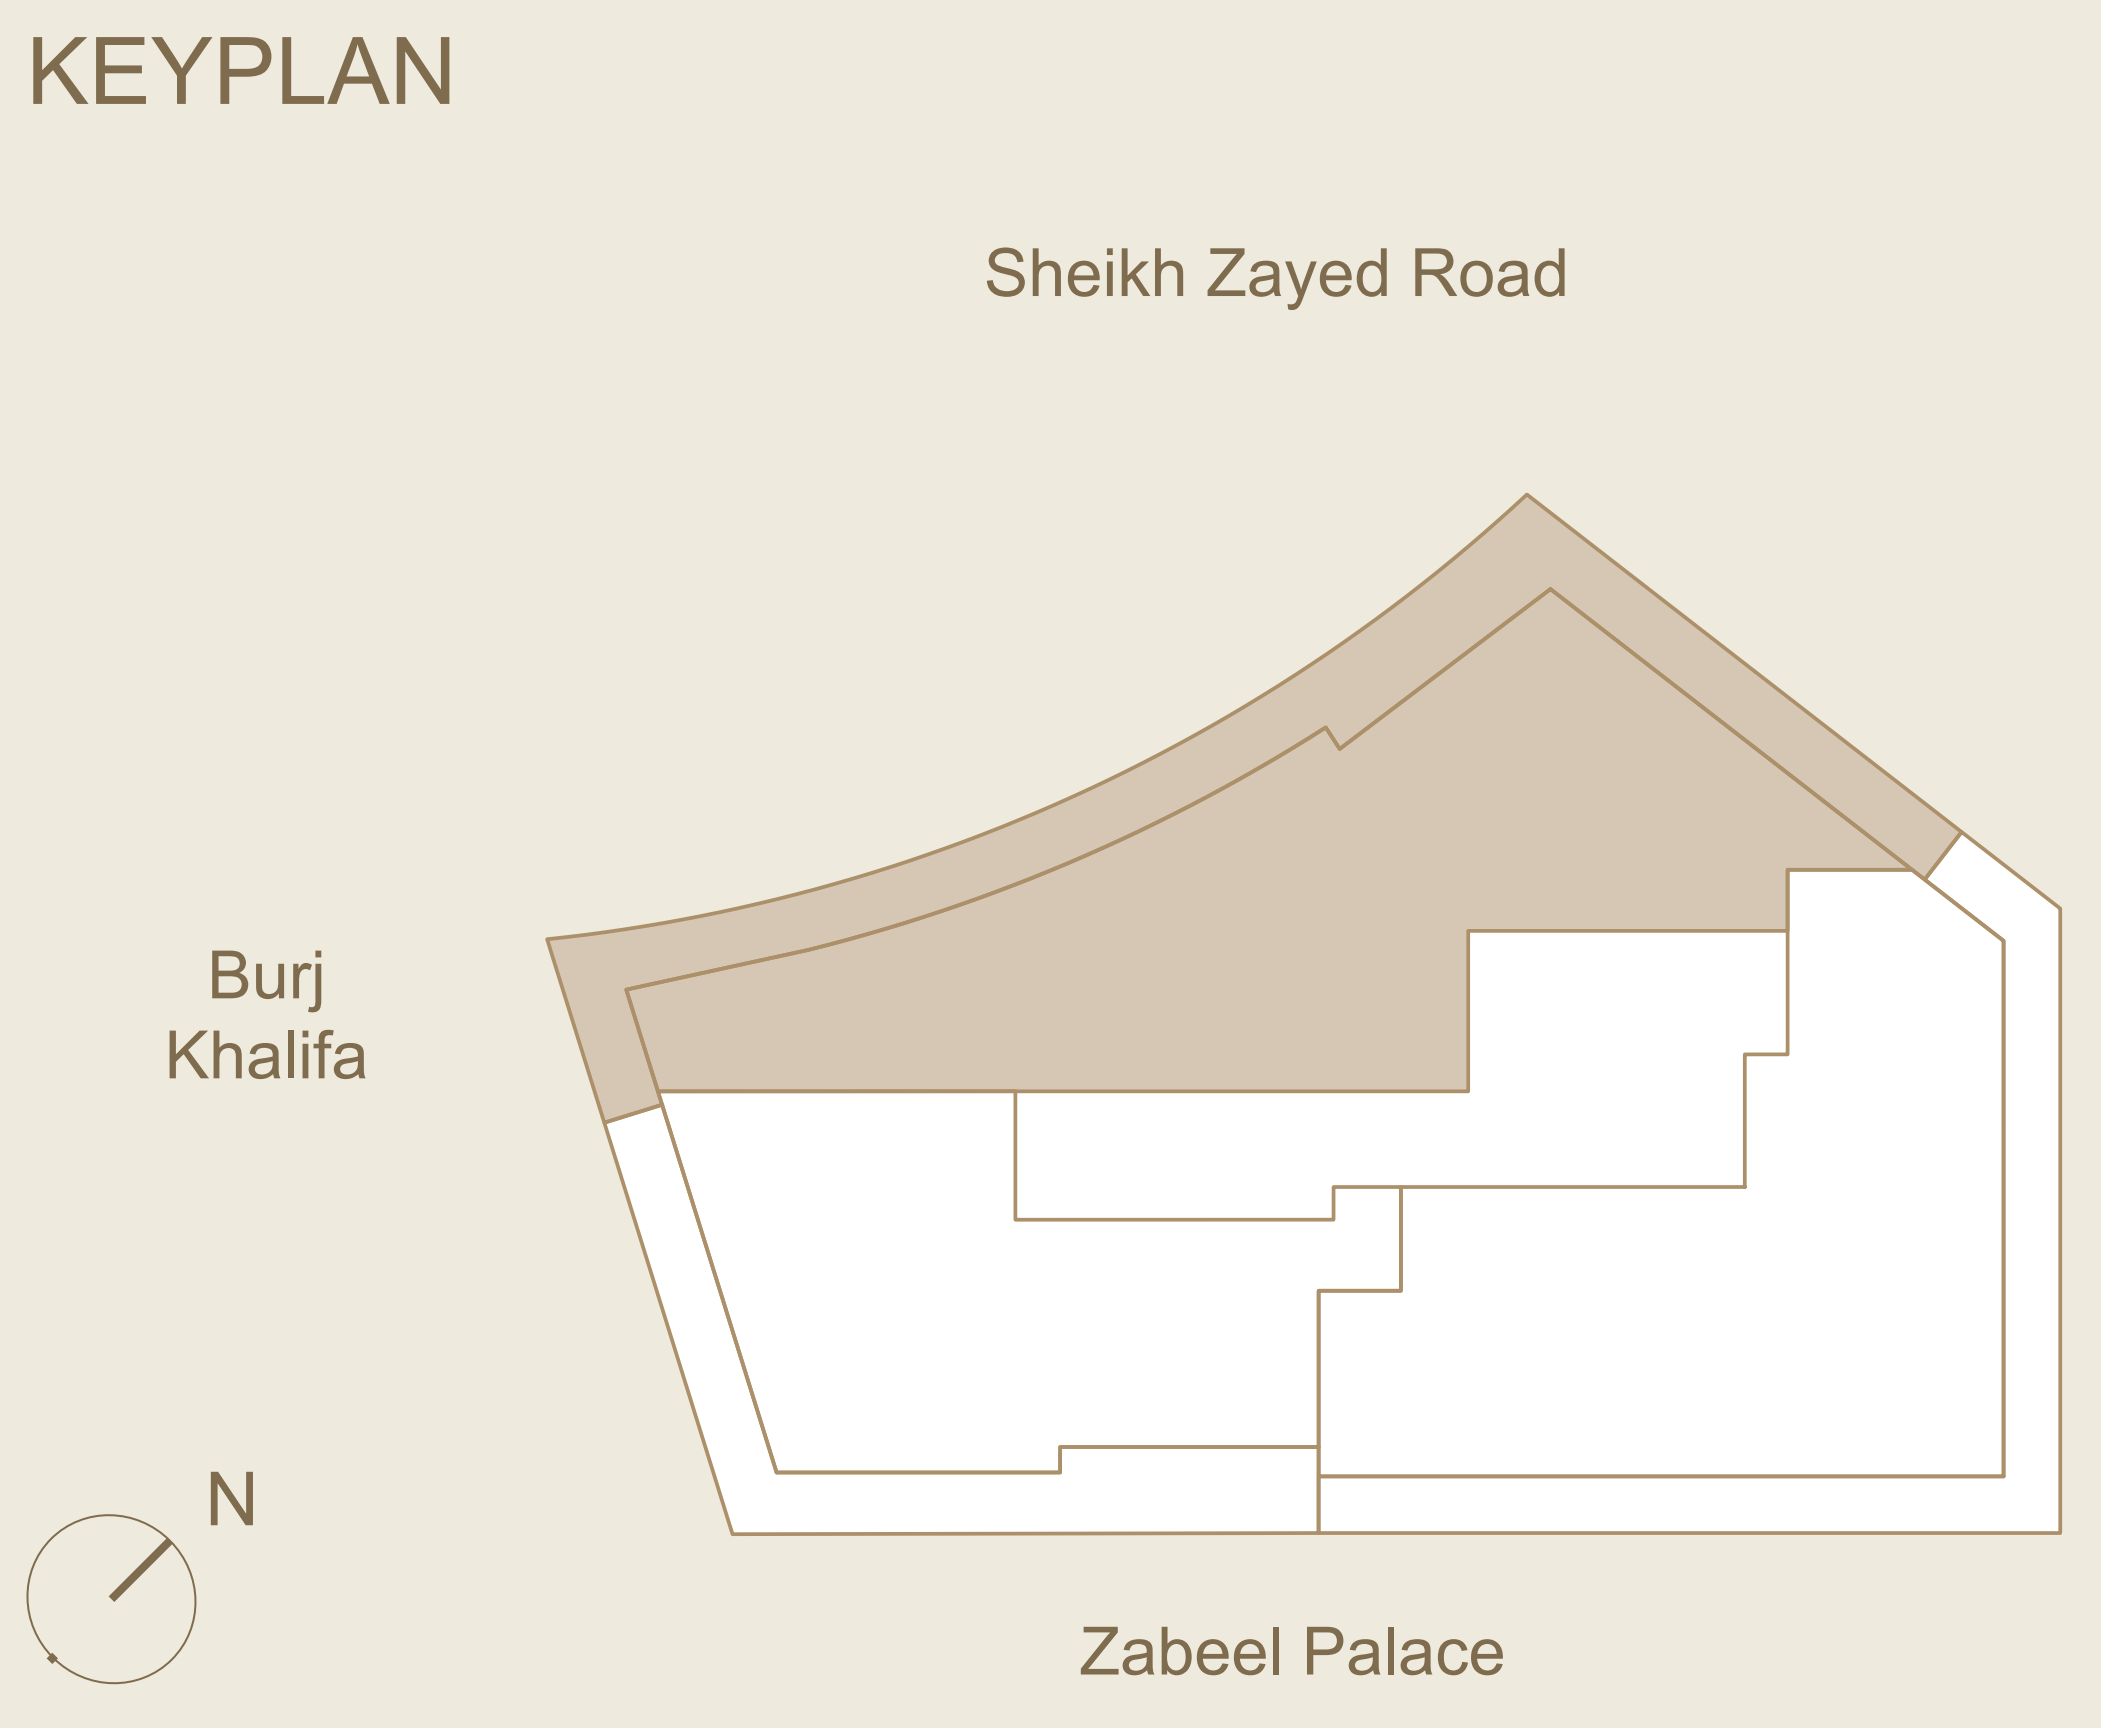 KEYPLAN
Sheikh Zayed Road
Burj
Khalifa
N
Zabeel Palace